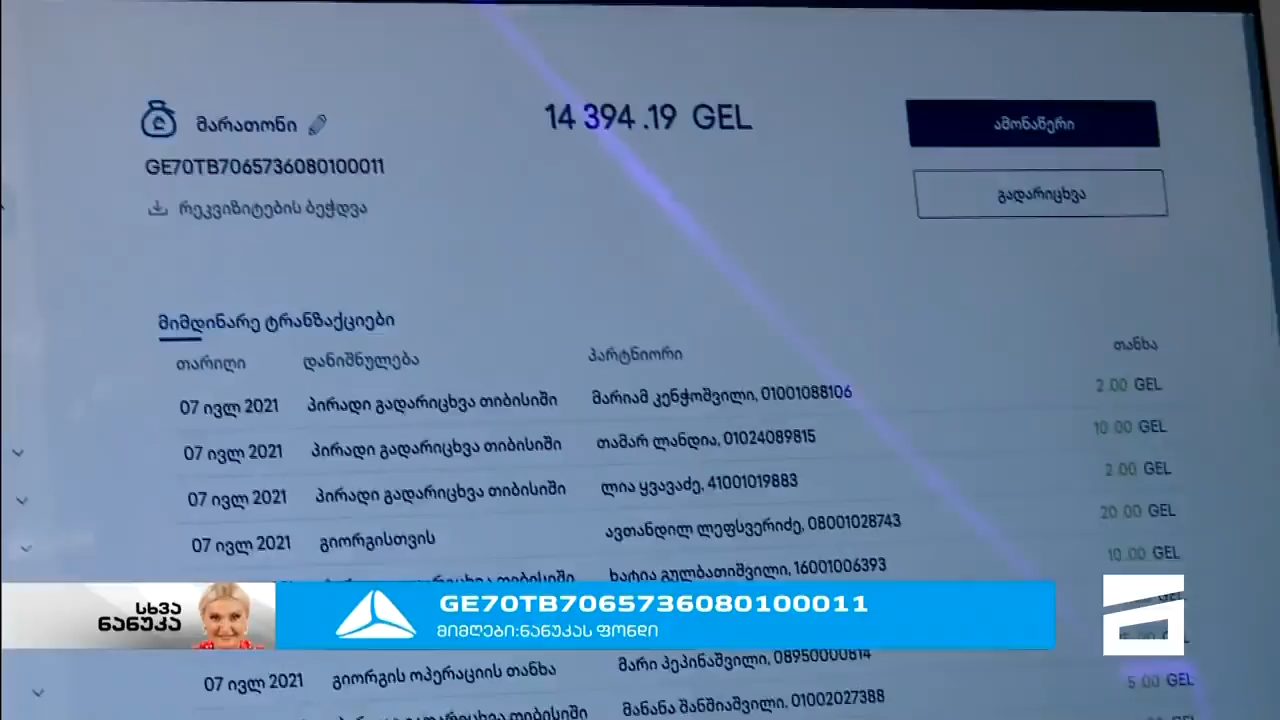 მარათონი
14 394.19 GEL
ამონაწერი
GE70TB7065736080100011
რეკვიზიტების ბეჭდვა
გადარიცხვა
მიმდინარე ტრანზაქციები
თარიღი დანიშნულება პარტნიორი თანხა
07 ივლ 2021 პირადი გადარიცხვა თიბისიში მარიამ კენჭოშვილი, 01001088106 2.00 GEL
07 ივლ 2021 პირადი გადარიცხვა თიბისიში თამარ ლანდია, 01024089815 10.00 GEL
07 ივლ 2021 პირადი გადარიცხვა თიბისიში ლია ყვავაძე, 41001019883 2.00 GEL
07 ივლ 2021 გიორგისთვის ავთანდილ ლეფსვერიძე, 08001028743 20.00 GEL
ხატია გულბათიშვილი, 16001006393 10.00 GEL
სხვა
ნანუკა
GE70TB7065736080100011
მიმღები:ნანუკას ფონდი
07 ივლ 2021 გიორგის ოპერაციის თანხა მარი პეპინაშვილი, 08950000814 5.00 GEL
პირადი გადარიცხვა თიბისიში მანანა შანშიაშვილი, 01002027388 GEL